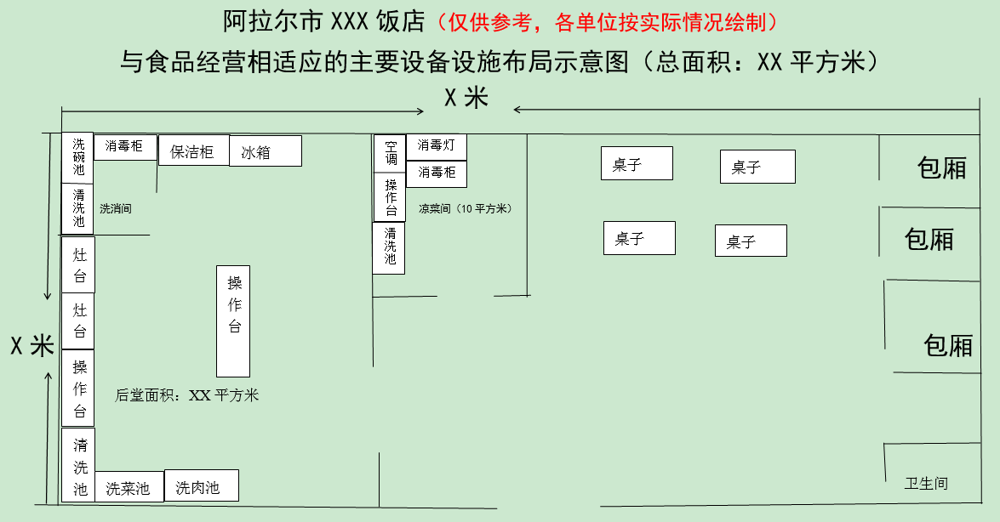 阿拉尔市 XXX 饭店（仅供参考，各单位按实际情况绘制）
与食品经营相适应的主要设备设施布局示意图（总面积：XX 平方米）
X 米
洗碗池
消毒柜
保洁柜
冰箱
清洗池
洗消间
空调
消毒灯
消毒柜
操作台
凉菜间（10 平方米）
清洗池
桌子
桌子
桌子
桌子
包厢
包厢
包厢
灶台
灶台
操作台
操作台
X 米
后堂面积：XX 平方米
清洗池
洗菜池
洗肉池
卫生间